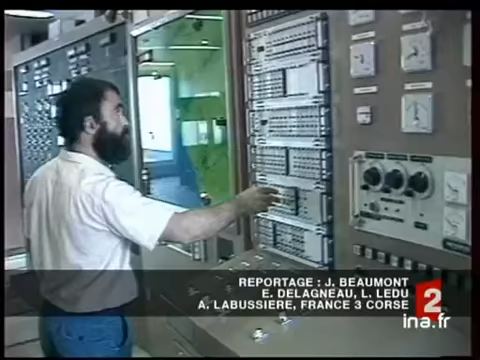 REPORTAGE : J. BEAUMONT
E. DELAGNEAU, L. LEDU
A. LABUSSIERE, FRANCE 3 CORSE
2
ina.fr